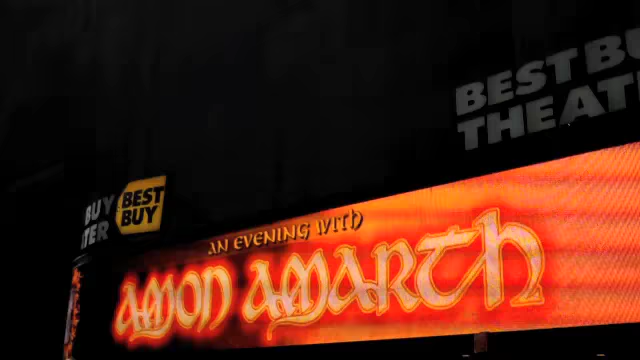 BEST BU
THEAT
BUY
TER
BEST
BUY
AN EVENING WITH
AMON AMARTH